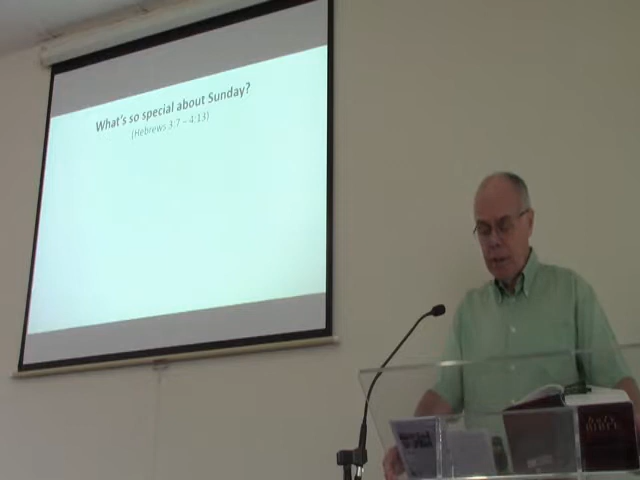 What's so special about Sunday?
(Hebrews 3:7 – 4:13)
Holy
BIBLE